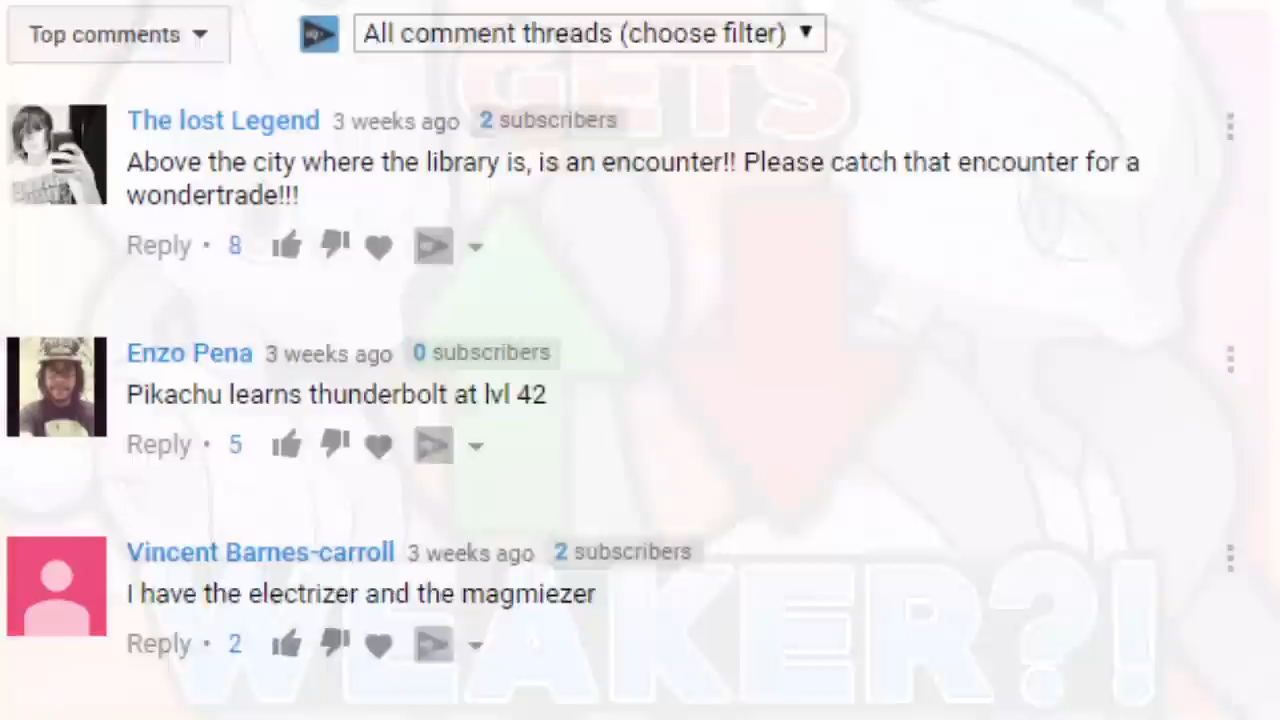 Top comments
All comment threads (choose filter)
GETS
The lost Legend 3 weeks ago 2 subscribers
Above the city where the library is, is an encounter!! Please catch that encounter for a
wondertrade!!!
Reply • 8
Enzo Pena 3 weeks ago 0 subscribers
Pikachu learns thunderbolt at lvl 42
Reply • 5
Vincent Barnes-carroll 3 weeks ago 2 subscribers
I have the electrizer and the magmiezer
Reply • 2
WEAKER?!